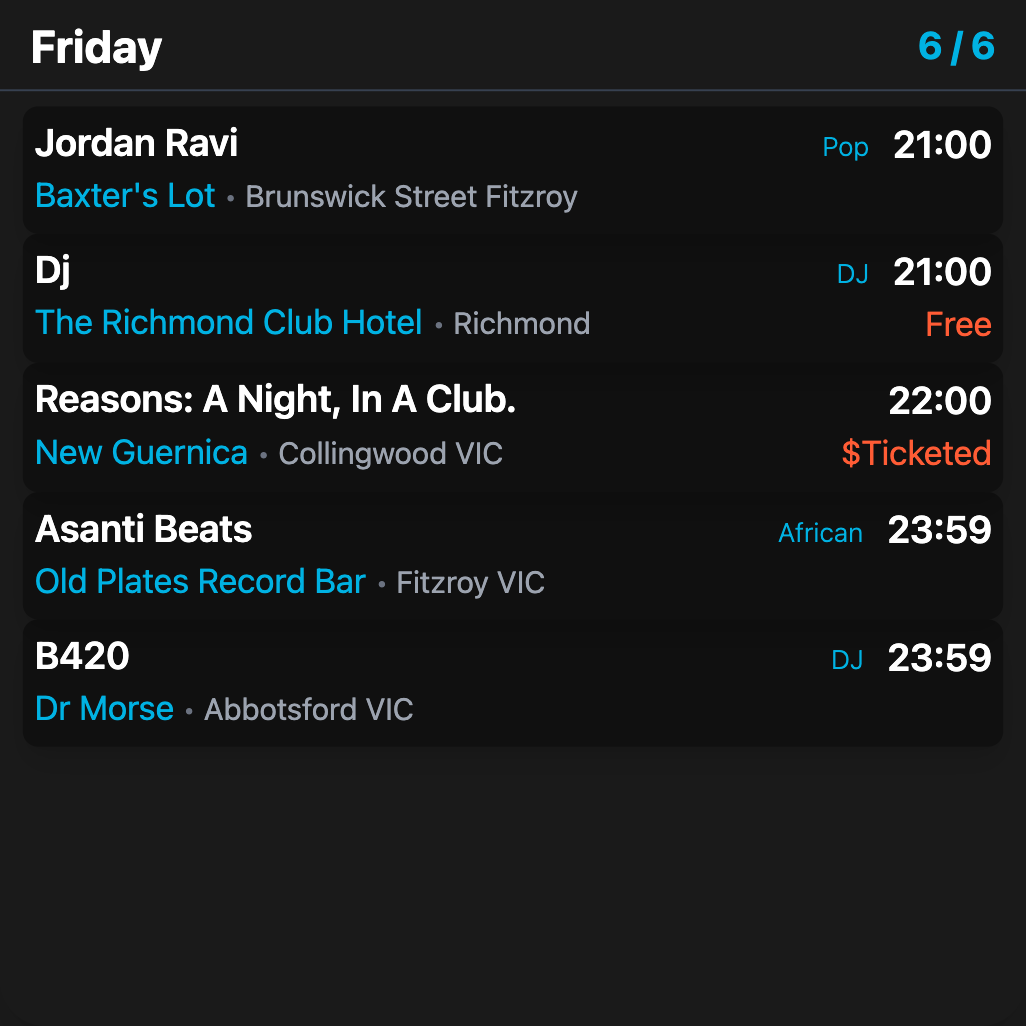 Friday 6 / 6
Jordan Ravi Pop 21:00
Baxter's Lot • Brunswick Street Fitzroy
Dj DJ 21:00
The Richmond Club Hotel • Richmond Free
Reasons: A Night, In A Club. 22:00
New Guernica • Collingwood VIC $Ticketed
Asanti Beats African 23:59
Old Plates Record Bar • Fitzroy VIC
B420 DJ 23:59
Dr Morse • Abbotsford VIC